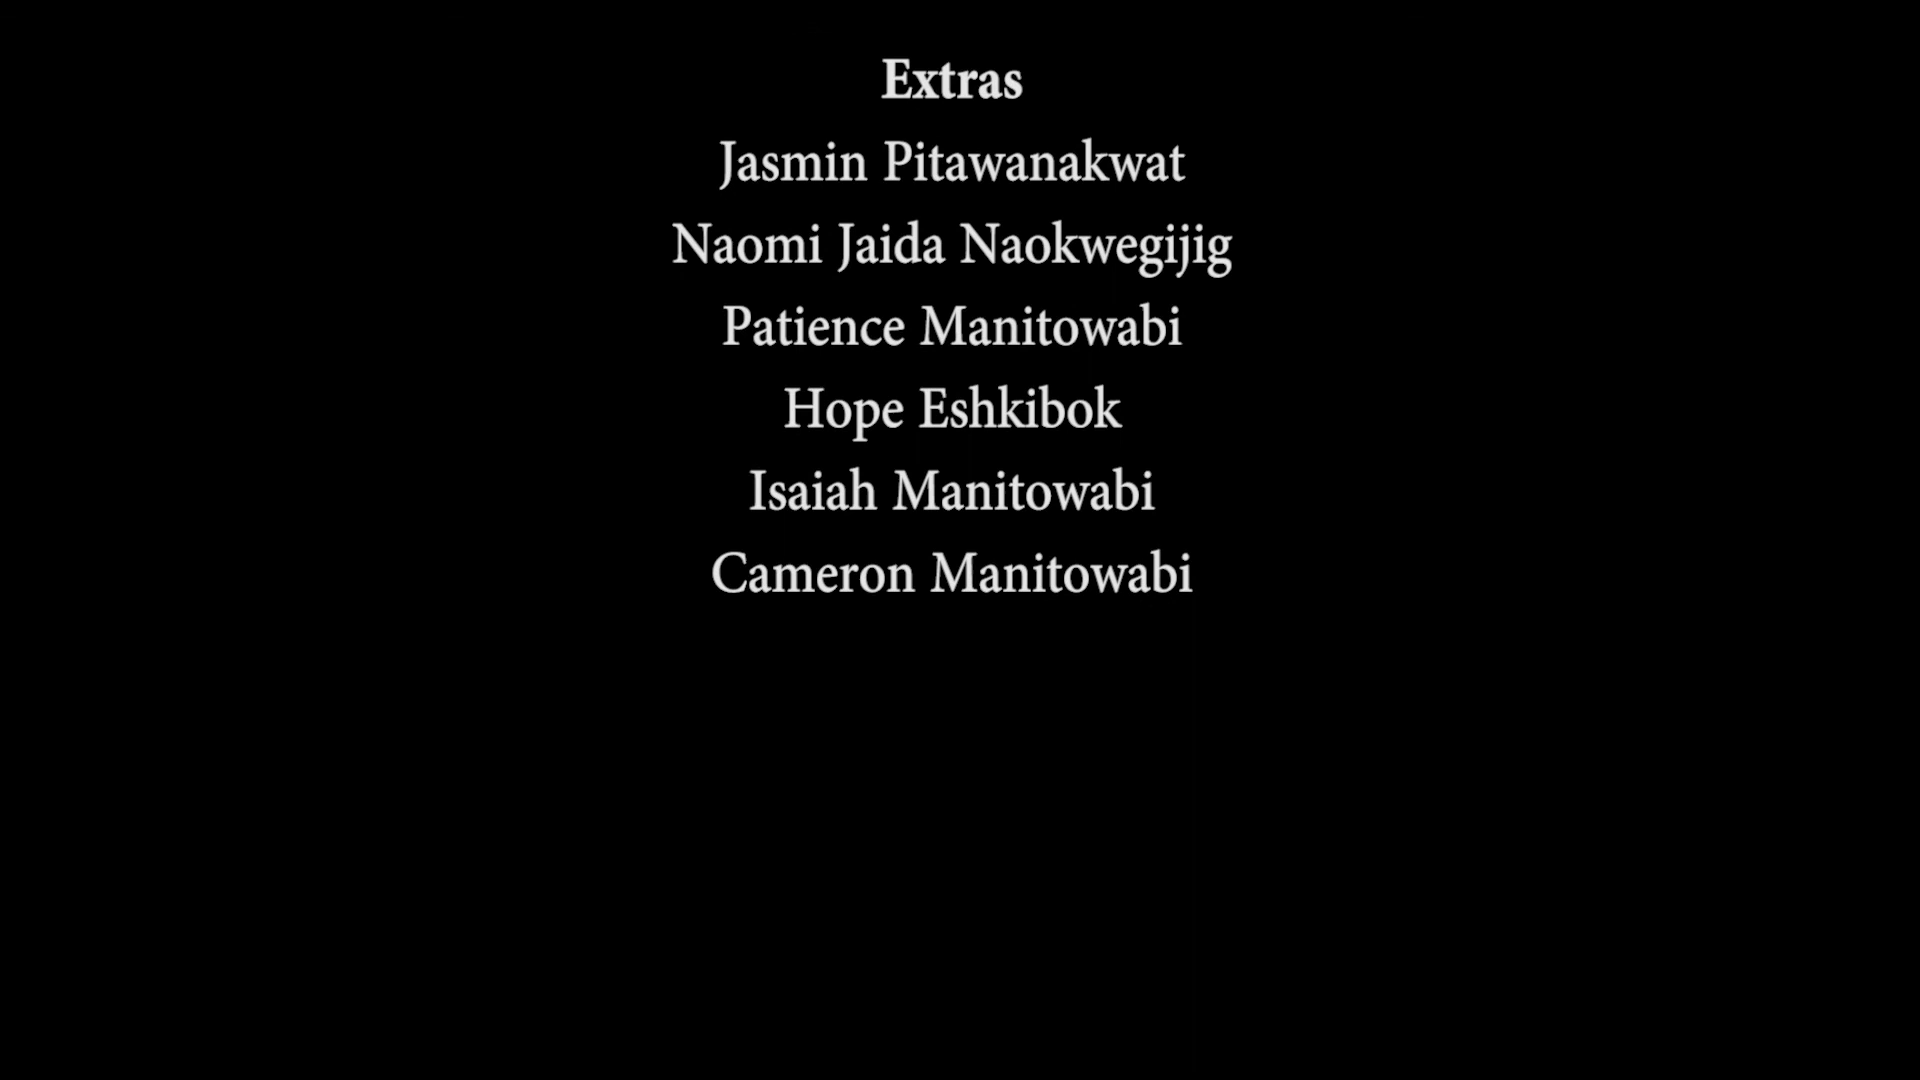 Extras
Jasmin Pitawanakwat
Naomi Jaida Naokwegijig
Patience Manitowabi
Hope Eshkibok
Isaiah Manitowabi
Cameron Manitowabi